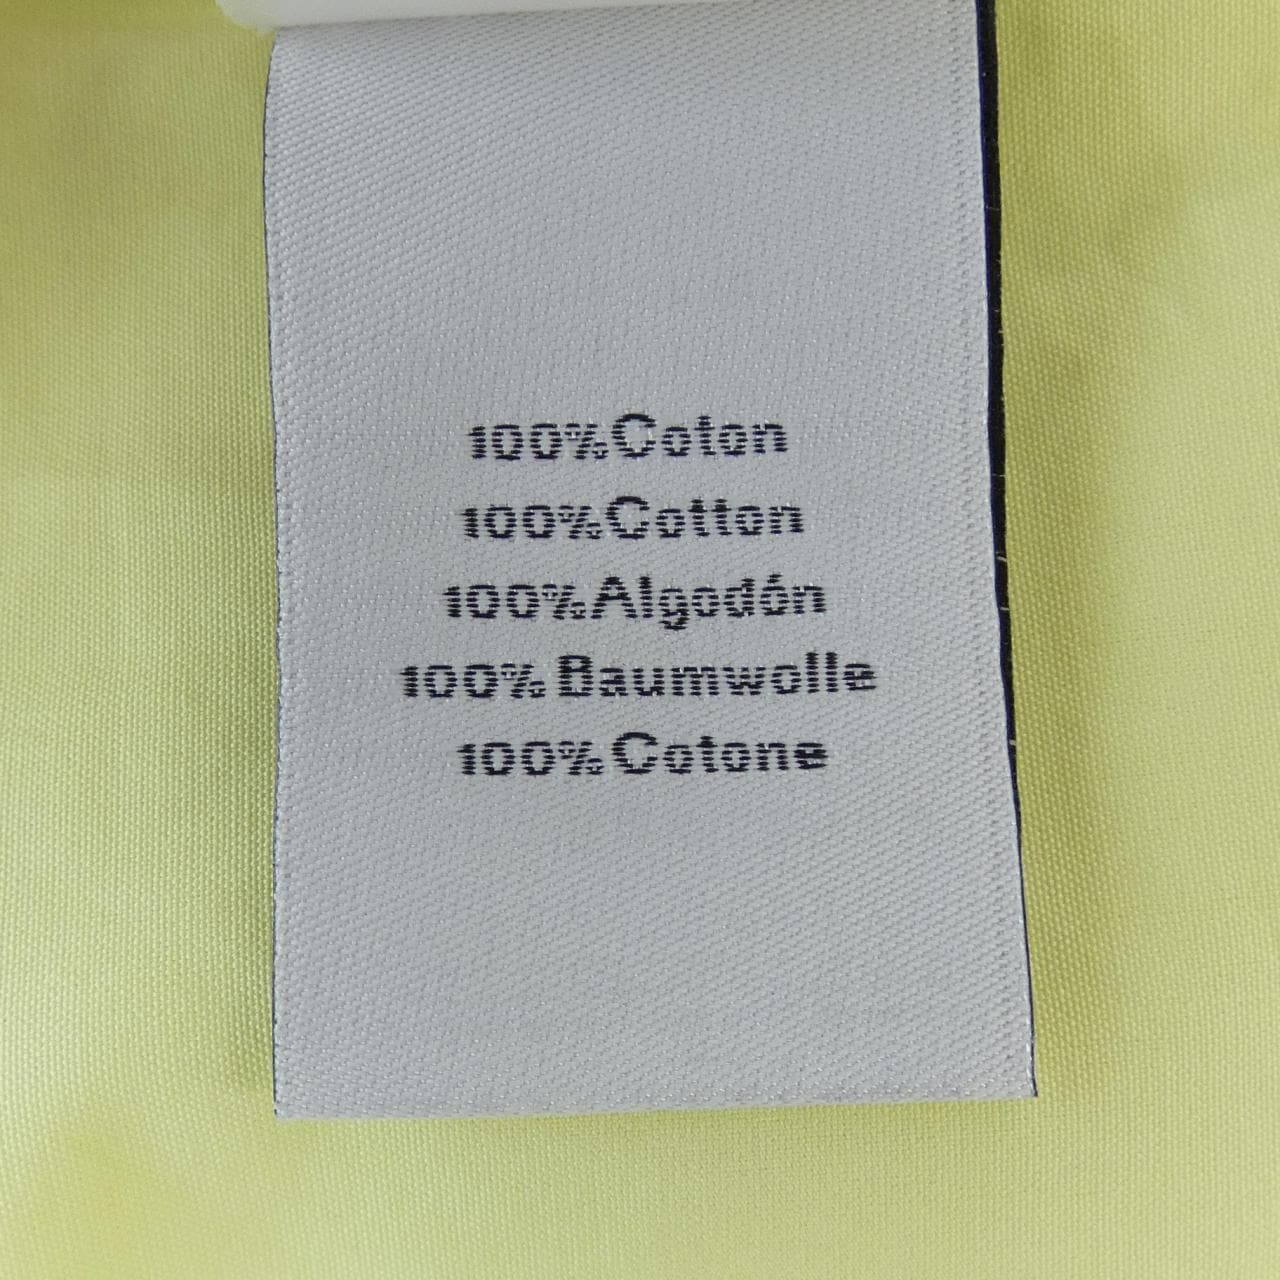 100% Coton
100% Cotton
100% Algodón
100% Baumwolle
100% Cotone